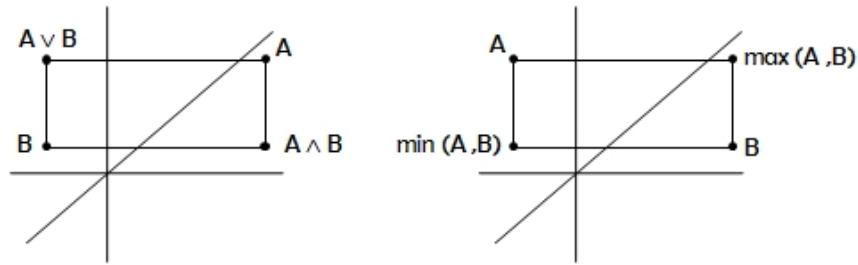 A ∨ B
A
B
A ∧ B
A
max (A ,B)
min (A ,B)
B